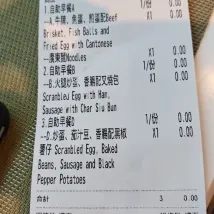 1.自助早餐A 1/份 0.00
--A.牛腩、魚蛋、煎蛋配Beef X1 0.00
Brisket, Fish Balls and
Fried Egg with Cantonese
--廣東麵Noodles X1 0.00
2.自助早餐B 1/份 0.00
--B.火腿炒蛋、香腸配叉燒包 X1 0.00
Scrambled Egg with Ham,
Sausage with Char Siu Bun
3.自助早餐D 1/份 0.00
--D.炒蛋、茄汁豆、香腸配黑椒 X1 0.00
薯仔 Scrambled Egg, Baked
Beans, Sausage and Black
Pepper Potatoes
合計 3 0.00